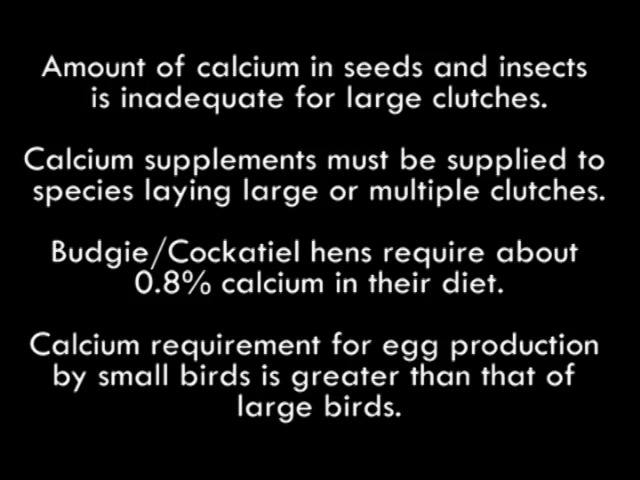 Amount of calcium in seeds and insects
is inadequate for large clutches.
Calcium supplements must be supplied to
species laying large or multiple clutches.
Budgie/Cockatiel hens require about
0.8% calcium in their diet.
Calcium requirement for egg production
by small birds is greater than that of
large birds.